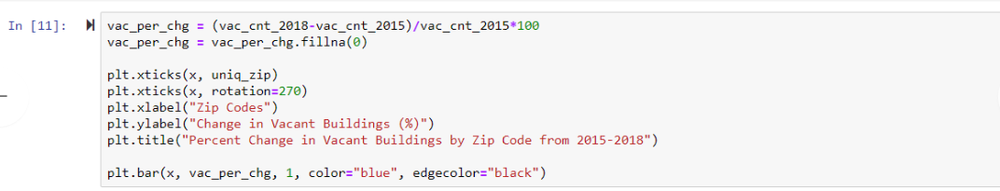 In [11]:
vac_per_chg = (vac_cnt_2018-vac_cnt_2015)/vac_cnt_2015*100
vac_per_chg = vac_per_chg.fillna(0)
plt.xticks(x, uniq_zip)
plt.xticks(x, rotation=270)
plt.xlabel("Zip Codes")
plt.ylabel("Change in Vacant Buildings (%)")
plt.title("Percent Change in Vacant Buildings by Zip Code from 2015-2018")
plt.bar(x, vac_per_chg, 1, color="blue", edgecolor="black")